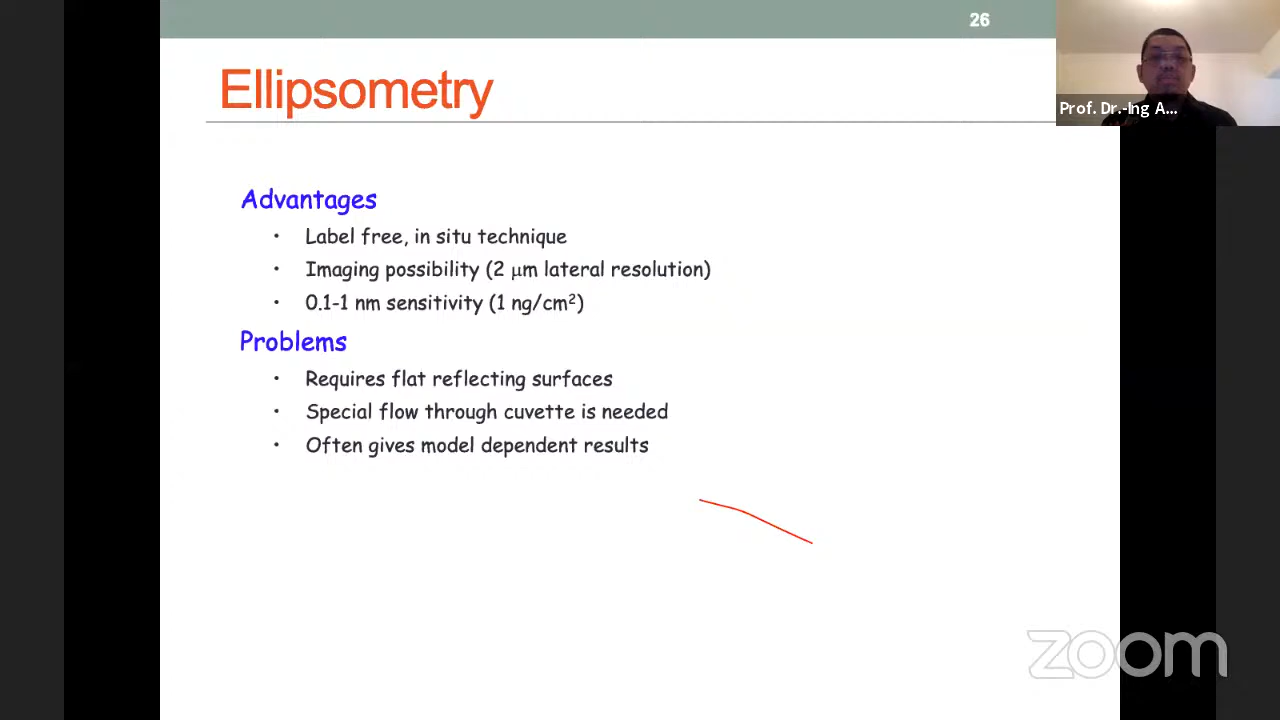 26
Ellipsometry
Prof. Dr.-Ing A...
Advantages
• Label free, in situ technique
• Imaging possibility (2 μm lateral resolution)
• 0.1-1 nm sensitivity (1 ng/cm²)
Problems
• Requires flat reflecting surfaces
• Special flow through cuvette is needed
• Often gives model dependent results
zoom